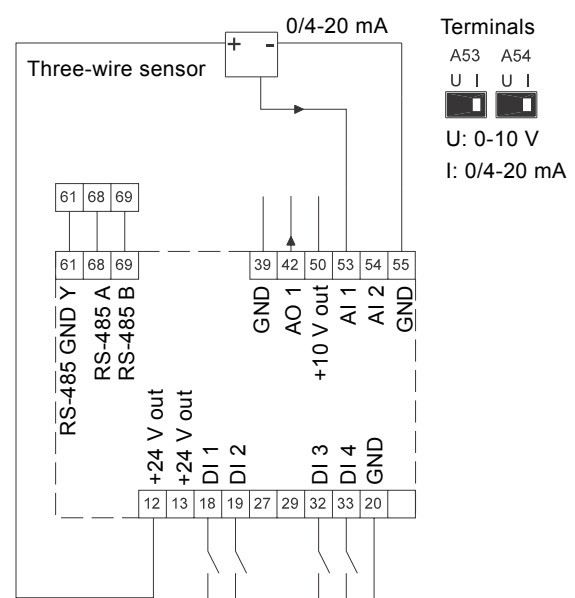 0/4-20 mA
Terminals
+ -
Three-wire sensor
A53 A54
U I U I
U: 0-10 V
I: 0/4-20 mA
61 68 69
61 68 69
39 42 50 53 54 55
RS-485 GND Y
RS-485 A
RS-485 B
GND
AO 1
+10 V out
AI 1
AI 2
GND
+24 V out
+24 V out
DI 1
DI 2
DI 3
DI 4
GND
12 13 18 19 27 29 32 33 20